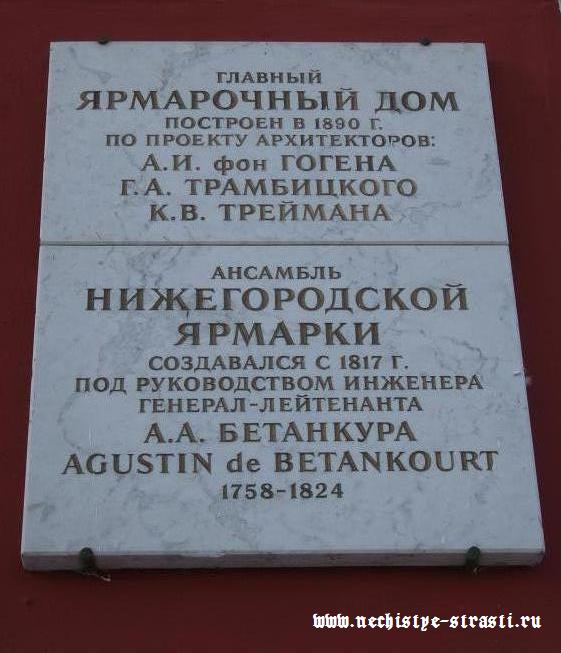 ГЛАВНЫЙ
ЯРМАРОЧНЫЙ ДОМ
ПОСТРОЕН В 1890 Г.
ПО ПРОЕКТУ АРХИТЕКТОРОВ:
А.И. фон ГОГЕНА
Г.А. ТРАМБИЦКОГО
К.В. ТРЕЙМАНА
АНСАМБЛЬ
НИЖЕГОРОДСКОЙ
ЯРМАРКИ
СОЗДАВАЛСЯ С 1817 Г.
ПОД РУКОВОДСТВОМ ИНЖЕНЕРА
ГЕНЕРАЛ-ЛЕЙТЕНАНТА
А.А. БЕТАНКУРА
AGUSTIN de BETANKOURT
1758-1824
www.nechistye-strasti.ru